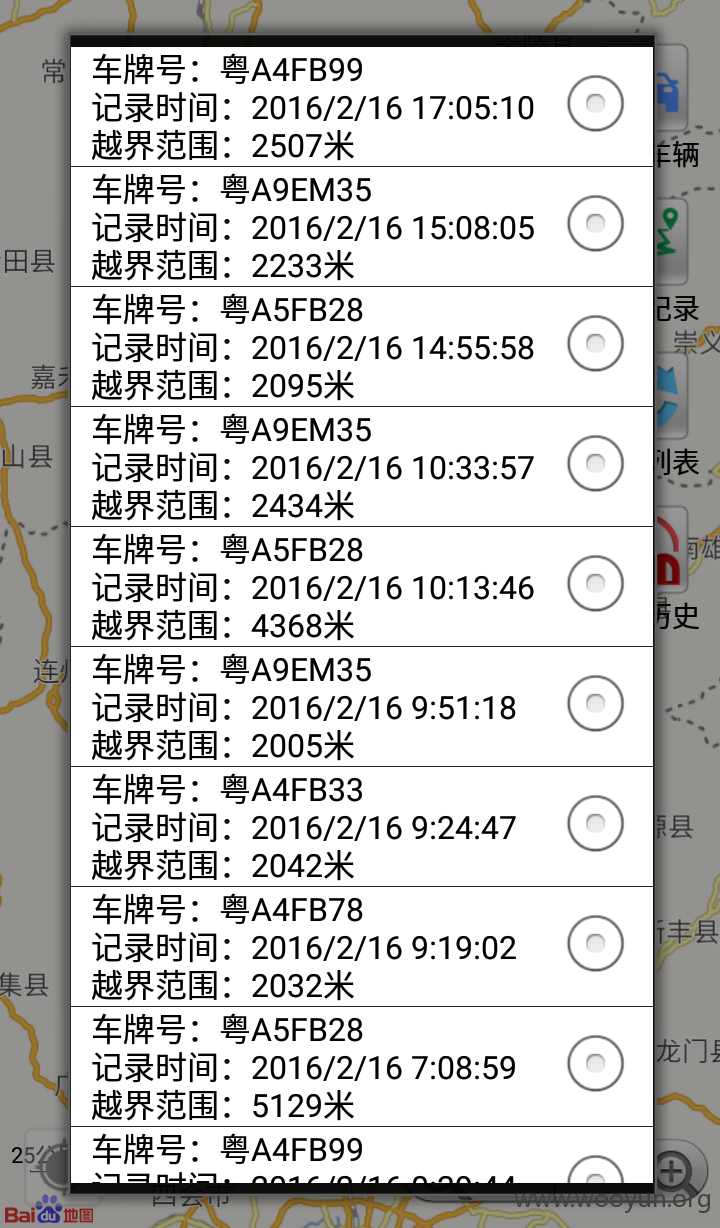 车牌号：粤A4FB99
记录时间：2016/2/16 17:05:10
越界范围：2507米
车牌号：粤A9EM35
记录时间：2016/2/16 15:08:05
越界范围：2233米
车牌号：粤A5FB28
记录时间：2016/2/16 14:55:58
越界范围：2095米
车牌号：粤A9EM35
记录时间：2016/2/16 10:33:57
越界范围：2434米
车牌号：粤A5FB28
记录时间：2016/2/16 10:13:46
越界范围：4368米
车牌号：粤A9EM35
记录时间：2016/2/16 9:51:18
越界范围：2005米
车牌号：粤A4FB33
记录时间：2016/2/16 9:24:47
越界范围：2042米
车牌号：粤A4FB78
记录时间：2016/2/16 9:19:02
越界范围：2032米
车牌号：粤A5FB28
记录时间：2016/2/16 7:08:59
越界范围：5129米
车牌号：粤A4FB99
常
田县
嘉禾
山县
连州
集县
25公
车辆
记录
崇义
列表
南雄
历史
源县
新丰县
龙门县
四会市
Baidu地图
www.wooyun.org